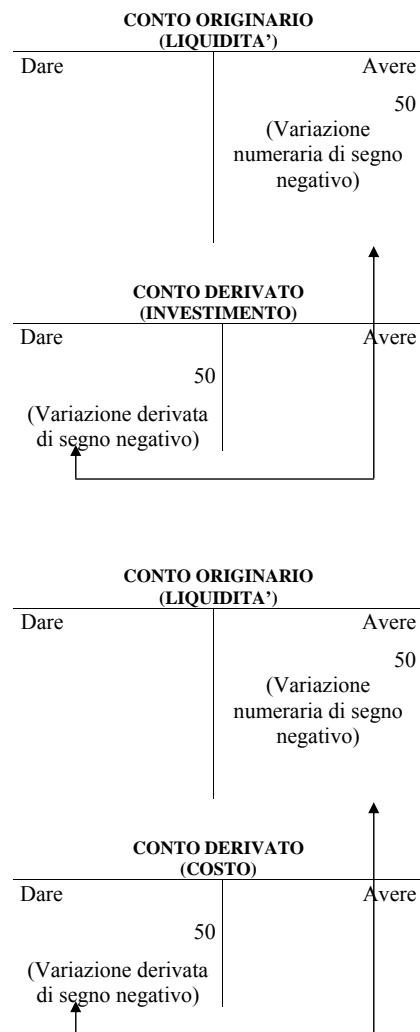 CONTO ORIGINARIO
(LIQUIDITA’)
Dare Avere
50
(Variazione
numeraria di segno
negativo)
CONTO DERIVATO
(INVESTIMENTO)
Dare Avere
50
(Variazione derivata
di segno negativo)
CONTO ORIGINARIO
(LIQUIDITA’)
Dare Avere
50
(Variazione
numeraria di segno
negativo)
CONTO DERIVATO
(COSTO)
Dare Avere
50
(Variazione derivata
di segno negativo)